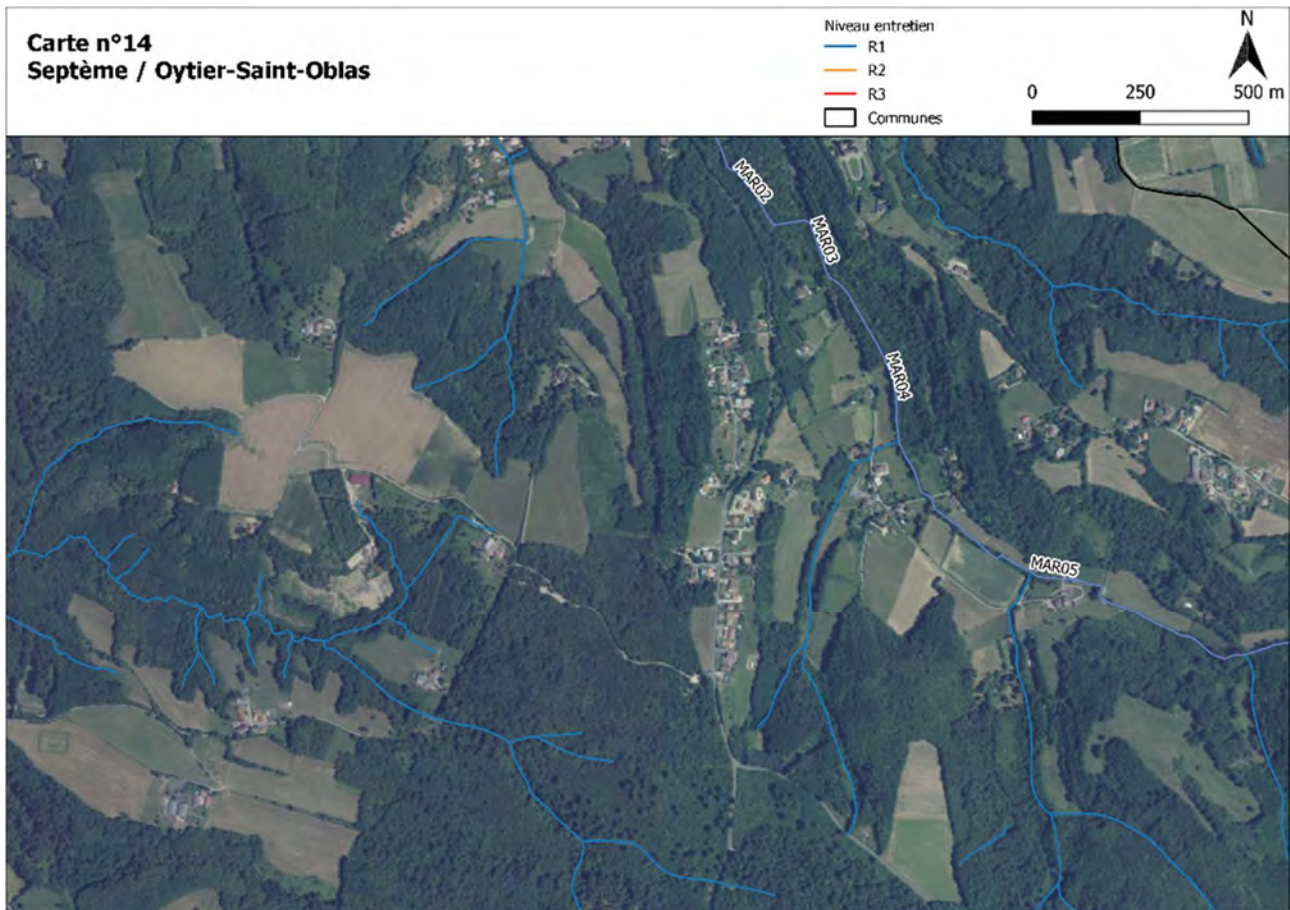 Carte n°14
Septème / Oytier-Saint-Oblas
Niveau entretien
R1
R2
R3
Communes
N
0 250 500 m
MAR02
MAR03
MAR04
MAR05